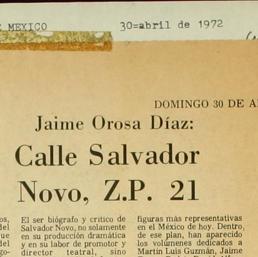 MEXICO 30=abril de 1972
DOMINGO 30 DE
Jaime Orosa Díaz:
Calle Salvador
Novo, Z.P. 21
El ser biógrafo y crítico de
Salvador Novo, no solamente
en su producción dramática
y en su labor de promotor y
director teatral, sino
figuras más representativas
en el México de hoy. Dentro,
de ese plan, han aparecido
los volúmenes dedicados a
Martín Luis Guzmán, Jaime